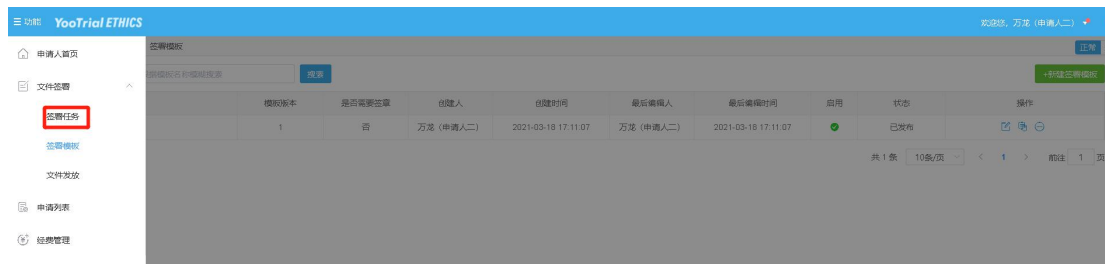 功能 YooTrial ETHICS 欢迎您，万龙（申请人二）
申请人首页 签署模板 正常
文件签署 搜索 +新建签署模板
模板版本 是否需要签章 创建人 创建时间 最后编辑人 最后编辑时间 启用 状态 操作
签署任务 1 否 万龙（申请人二） 2021-03-18 17:11:07 万龙（申请人二） 2021-03-18 17:11:07 已发布
签署模板
共 1 条 10条/页 < 1 > 前往 1 页
文件发放
申请列表
经费管理